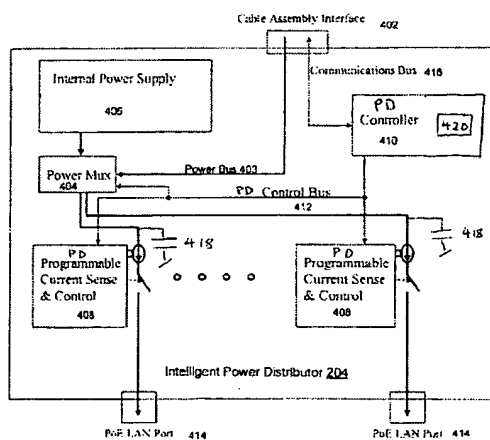 Cable Assembly Interface 402
Internal Power Supply
405
Communications Bus 416
PD
Controller
410
420
Power Mux
404
Power Bus 403
PD Control Bus
412
418
418
PD
Programmable
Current Sense
& Control
408
PD
Programmable
Current Sense
& Control
408
Intelligent Power Distributor 204
PoE LAN Port 414
PoE LAN Port 414